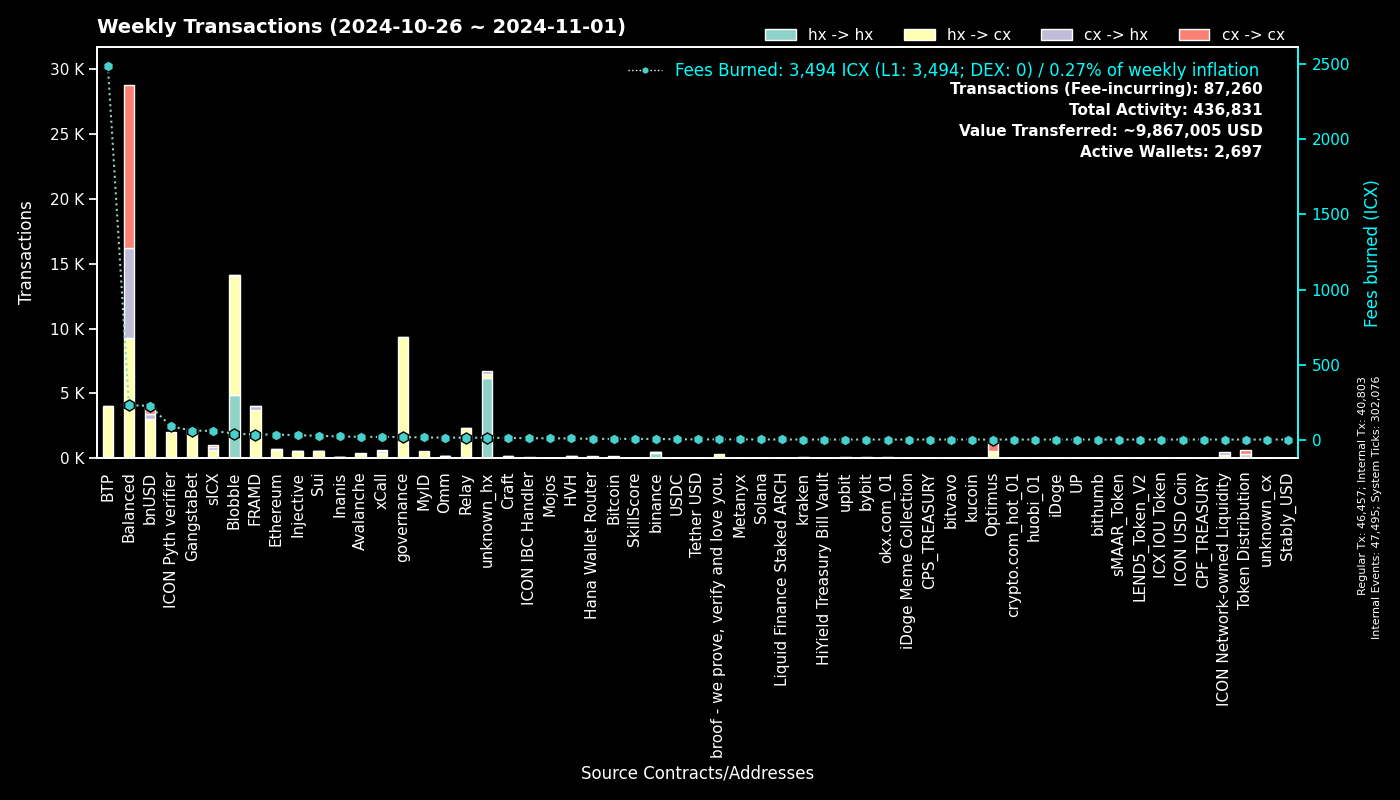 Weekly Transactions (2024-10-26 ~ 2024-11-01)
hx -> hx
hx -> cx
cx -> hx
cx -> cx
Fees Burned: 3,494 ICX (L1: 3,494; DEX: 0) / 0.27% of weekly inflation
Transactions (Fee-incurring): 87,260
Total Activity: 436,831
Value Transferred: ~9,867,005 USD
Active Wallets: 2,697
Transactions
30 K
25 K
20 K
15 K
10 K
5 K
0 K
2500
2000
1500
1000
500
0
Fees burned (ICX)
Regular Tx: 46,457; Internal Tx: 40,803
Internal Events: 47,495; System Ticks: 302,076
BTP
Balanced
bnUSD
ICON Pyth verifier
GangstaBet
sICX
Blobble
FRAMD
Ethereum
Injective
Sui
Inanis
Avalanche
xCall
governance
MyID
Omm
Relay
unknown_hx
Craft
ICON IBC Handler
Mojos
HVH
Hana Wallet Router
Bitcoin
SkillScore
binance
USDC
Tether USD
broof - we prove, verify and love you.
Metanyx
Solana
Liquid Finance Staked ARCH
kraken
HiYield Treasury Bill Vault
upbit
bybit
okx.com_01
iDoge Meme Collection
CPS_TREASURY
bitvavo
kucoin
Optimus
crypto.com_hot_01
huobi_01
iDoge
UP
bithumb
sMAAR_Token
LEND5_Token_V2
ICX IOU Token
ICON USD Coin
CPF_TREASURY
ICON Network-owned Liquidity
Token Distribution
unknown_cx
Stably_USD
Source Contracts/Addresses